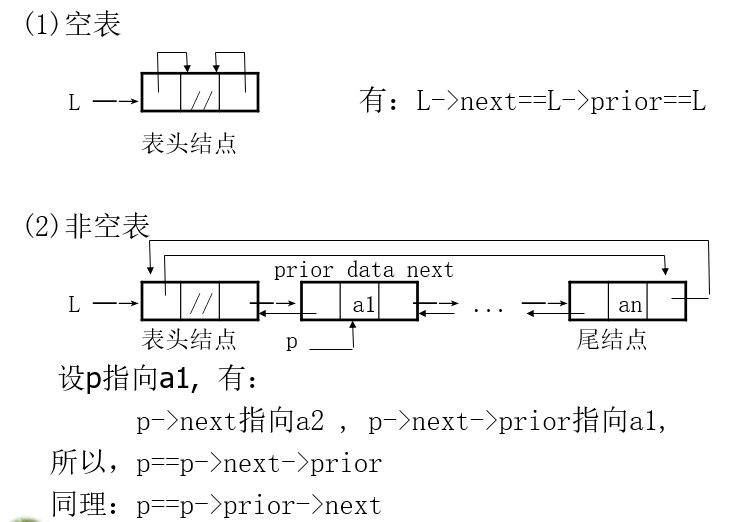 (1)空表
L // 有: L->next==L->prior==L
表头结点
(2)非空表
prior data next
L // a1 ... an
表头结点 p 尾结点
设p指向a1, 有:
p->next指向a2 , p->next->prior指向a1,
所以, p==p->next->prior
同理: p==p->prior->next